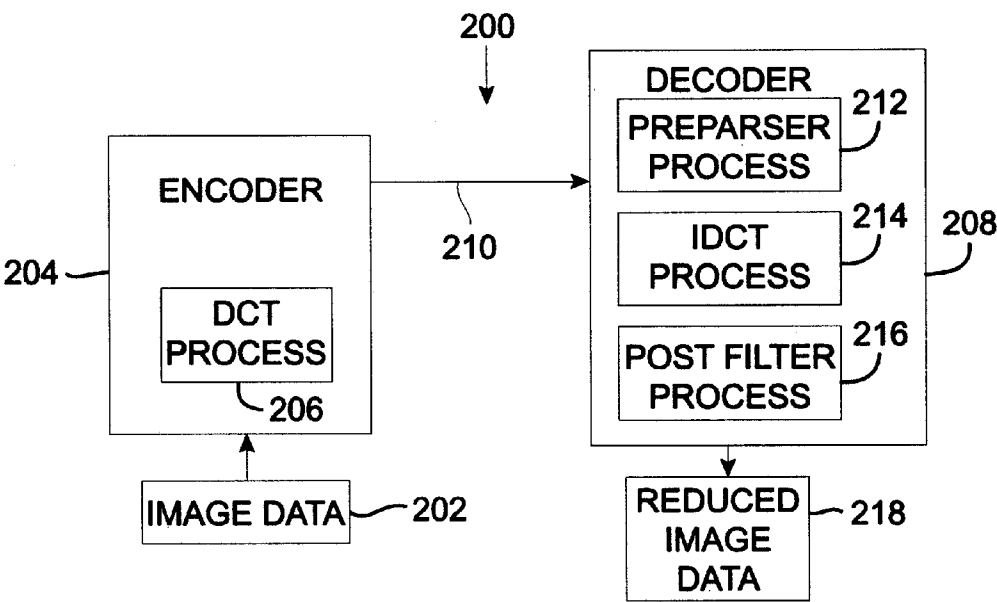 200
ENCODER
204
DCT
PROCESS
206
IMAGE DATA
202
210
DECODER
PREPARSER
PROCESS
212
IDCT
PROCESS
214
208
POST FILTER
PROCESS
216
REDUCED
IMAGE
DATA
218